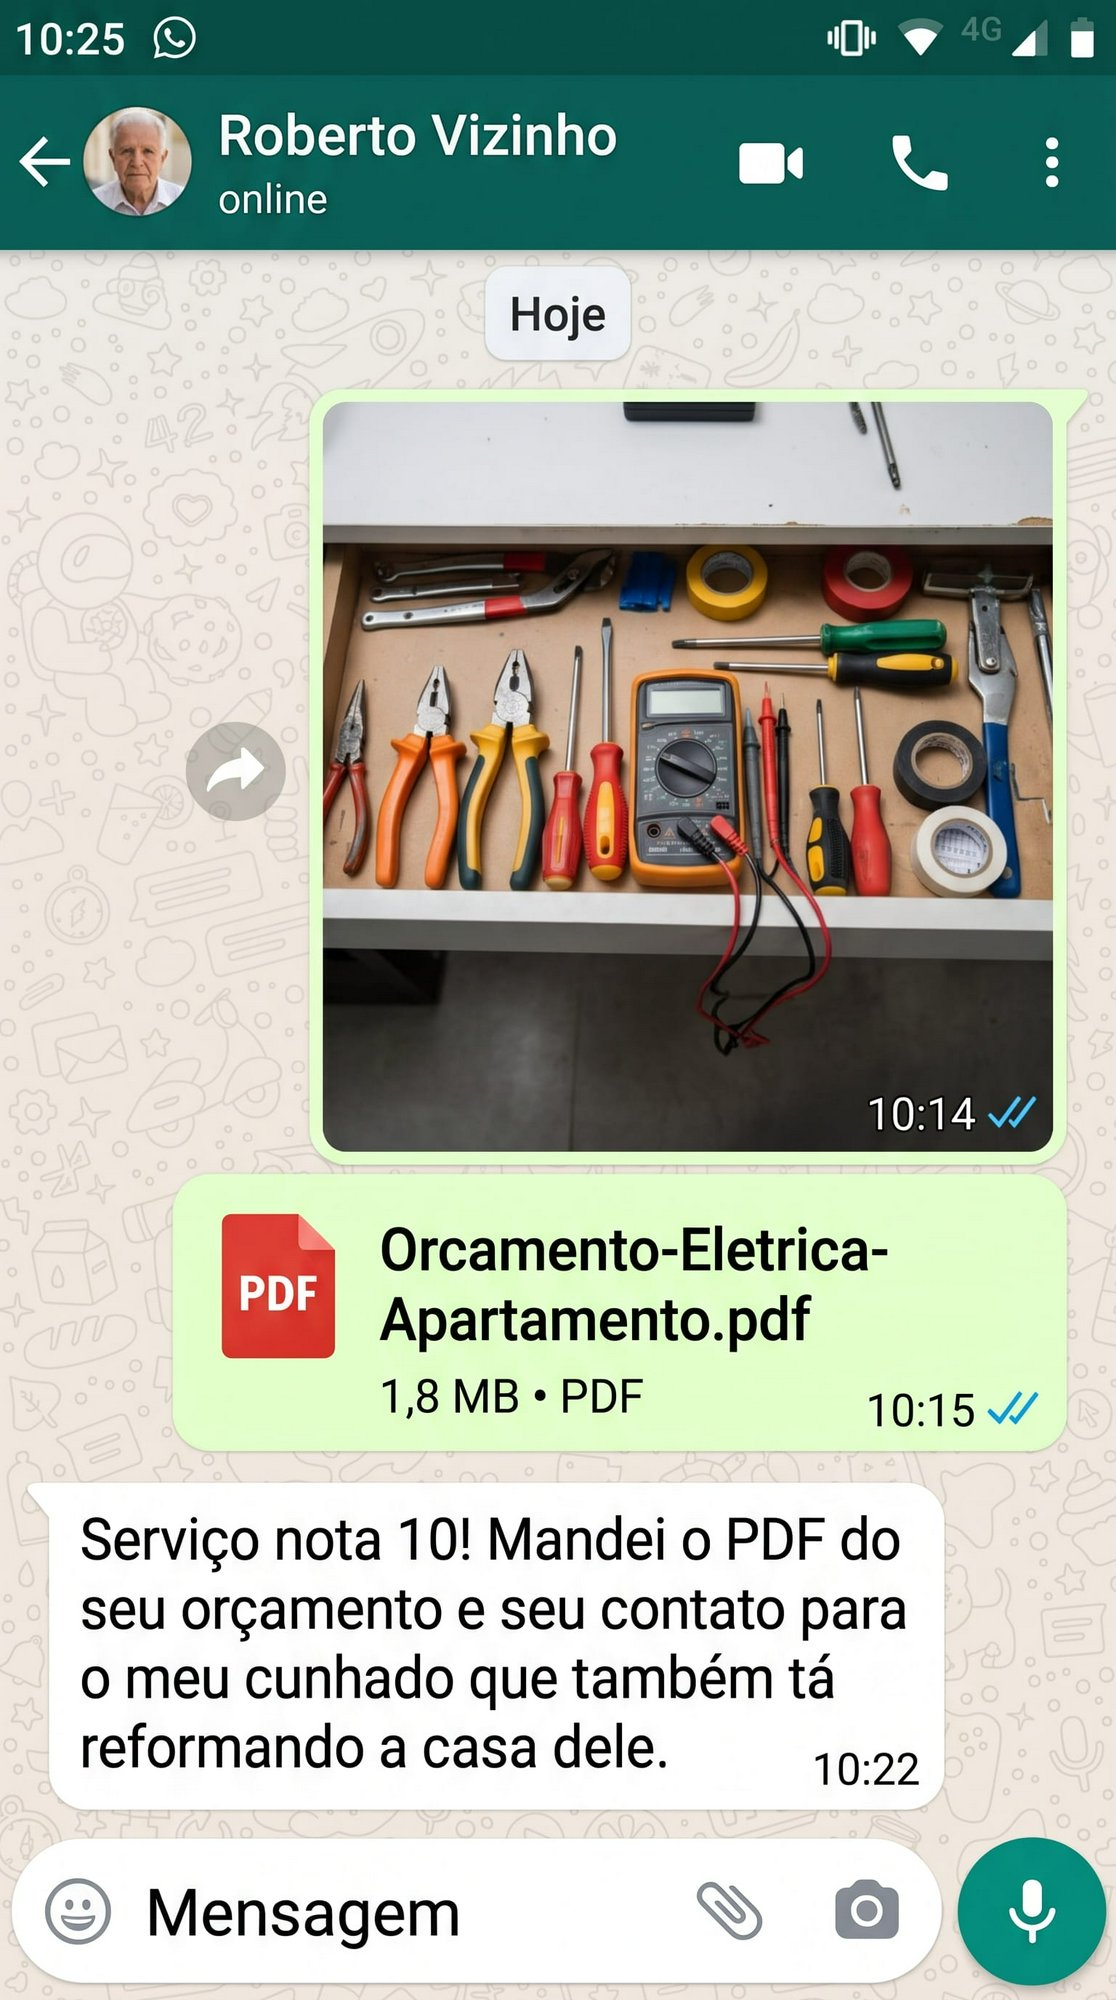 10:25
4G
Roberto Vizinho
online
Hoje
10:14
PDF
Orcamento-Eletrica-
Apartamento.pdf
1,8 MB • PDF
10:15
Serviço nota 10! Mandei o PDF do
seu orçamento e seu contato para
o meu cunhado que também tá
reformando a casa dele.
10:22
Mensagem